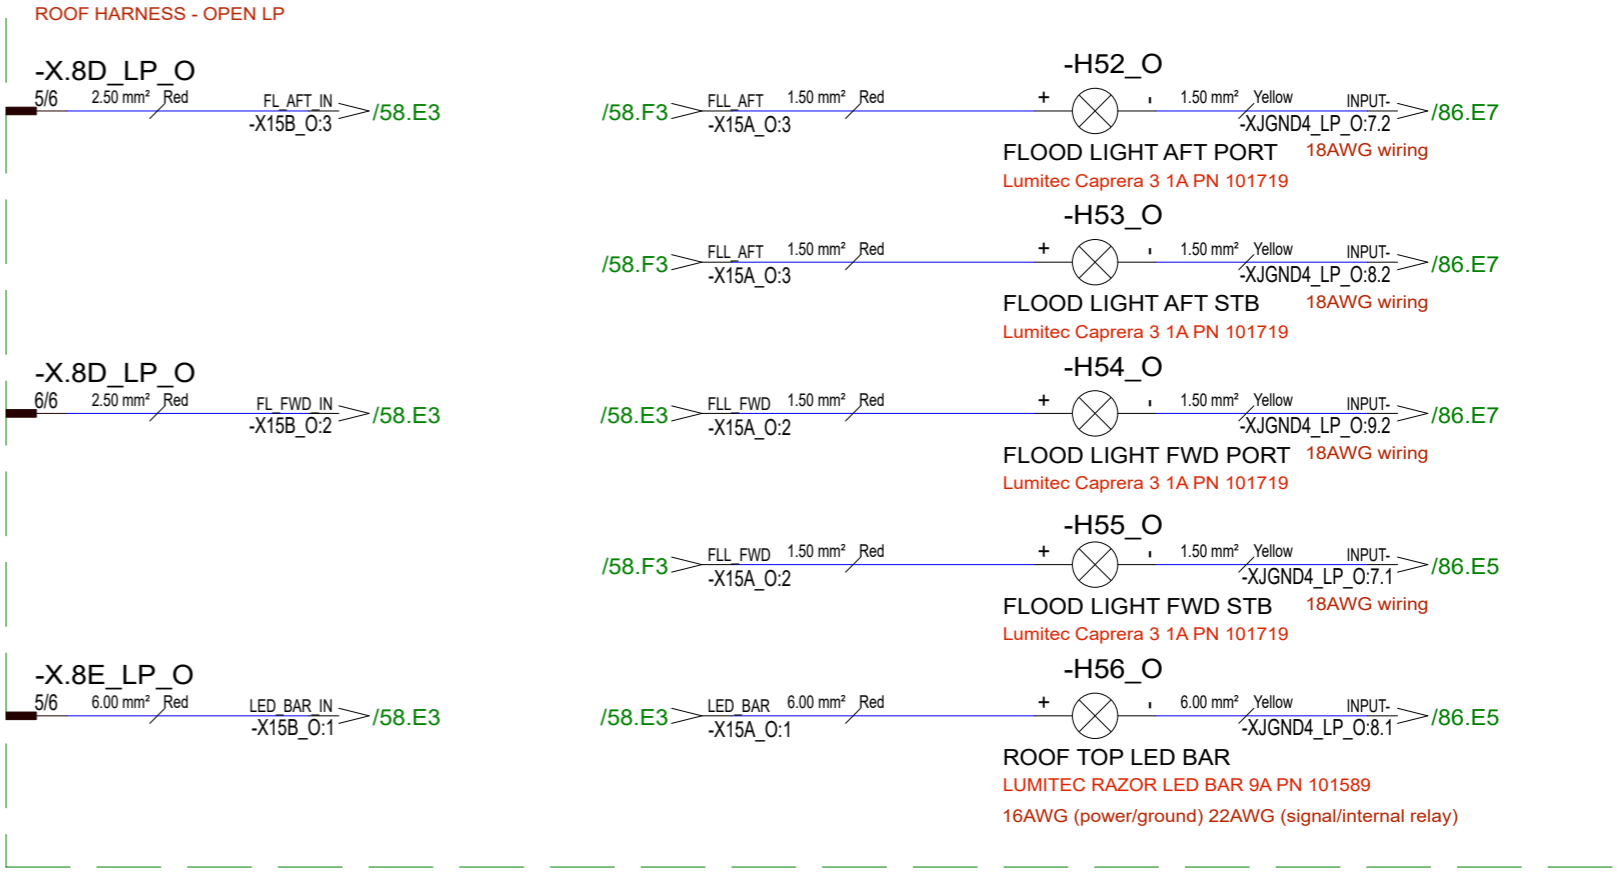 ROOF HARNESS - OPEN LP
-X.8D_LP_O
5/6 2.50 mm² Red FL_AFT_IN /58.E3
-X15B_O:3
-H52_O
/58.F3 FLL_AFT 1.50 mm² Red + - 1.50 mm² Yellow INPUT- /86.E7
-X15A_O:3 -XJGND4_LP_O:7.2
FLOOD LIGHT AFT PORT 18AWG wiring
Lumitec Caprera 3 1A PN 101719
-H53_O
/58.F3 FLL_AFT 1.50 mm² Red + - 1.50 mm² Yellow INPUT- /86.E7
-X15A_O:3 -XJGND4_LP_O:8.2
FLOOD LIGHT AFT STB 18AWG wiring
Lumitec Caprera 3 1A PN 101719
-X.8D_LP_O
6/6 2.50 mm² Red FL_FWD_IN /58.E3
-X15B_O:2
-H54_O
/58.E3 FLL_FWD 1.50 mm² Red + - 1.50 mm² Yellow INPUT- /86.E7
-X15A_O:2 -XJGND4_LP_O:9.2
FLOOD LIGHT FWD PORT 18AWG wiring
Lumitec Caprera 3 1A PN 101719
-H55_O
/58.F3 FLL_FWD 1.50 mm² Red + - 1.50 mm² Yellow INPUT- /86.E5
-X15A_O:2 -XJGND4_LP_O:7.1
FLOOD LIGHT FWD STB 18AWG wiring
Lumitec Caprera 3 1A PN 101719
-X.8E_LP_O
5/6 6.00 mm² Red LED_BAR_IN /58.E3
-X15B_O:1
-H56_O
/58.E3 LED_BAR 6.00 mm² Red + - 6.00 mm² Yellow INPUT- /86.E5
-X15A_O:1 -XJGND4_LP_O:8.1
ROOF TOP LED BAR
LUMITEC RAZOR LED BAR 9A PN 101589
16AWG (power/ground) 22AWG (signal/internal relay)